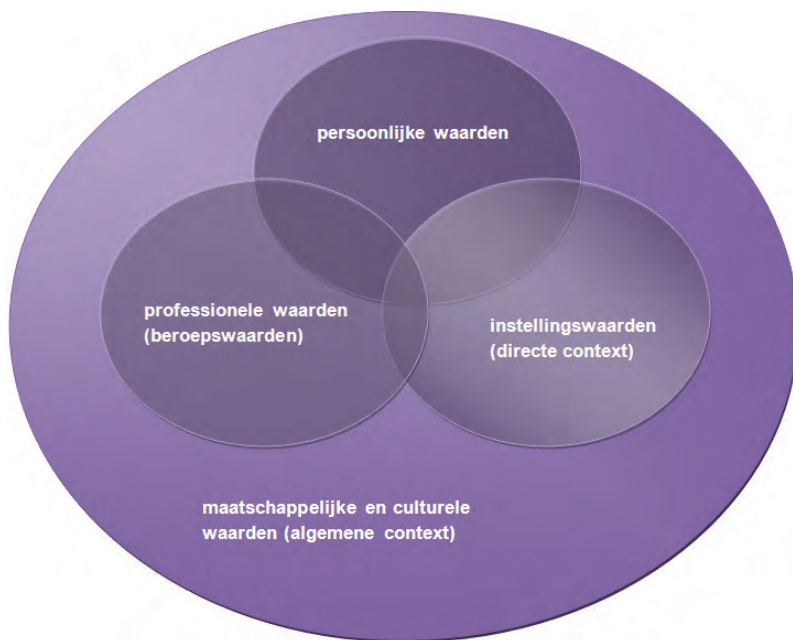 persoonlijke waarden
professionele waarden
(beroepswaarden)
instellingswaarden
(directe context)
maatschappelijke en culturele
waarden (algemene context)